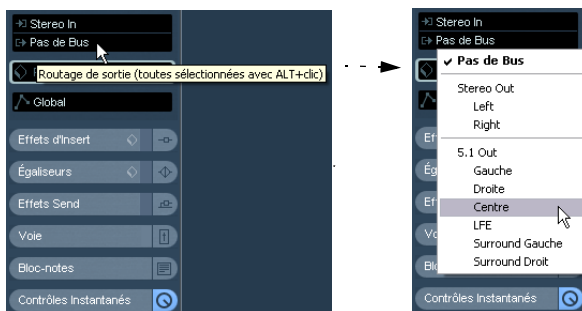 Stereo In
Pas de Bus
Routage de sortie (toutes sélectionnées avec ALT+clic)
Global
Effets d'Insert
Égaliseurs
Effets Send
Voie
Bloc-notes
Contrôles Instantanés
Stereo In
Pas de Bus
Pas de Bus
Stereo Out
Left
Right
5.1 Out
Gauche
Droite
Centre
LFE
Surround Gauche
Surround Droit
Contrôles Instantanés